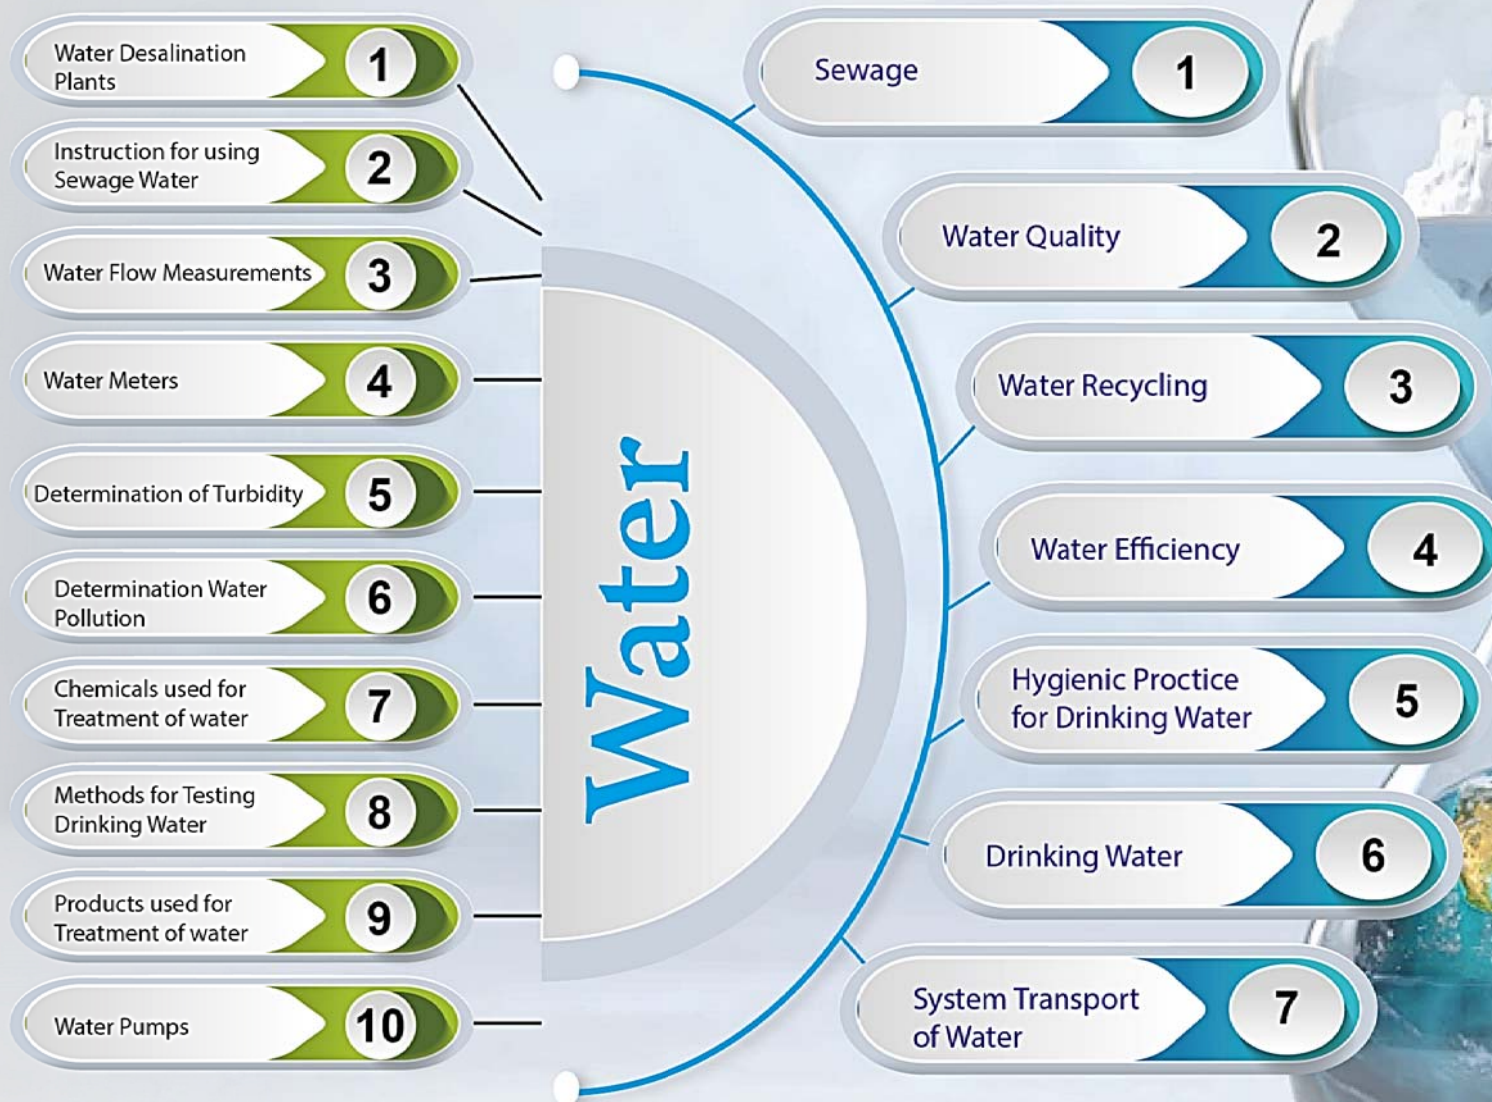 Water Desalination
Plants
1
Instruction for using
Sewage Water
2
Water Flow Measurements
3
Water Meters
4
Determination of Turbidity
5
Determination Water
Pollution
6
Chemicals used for
Treatment of water
7
Methods for Testing
Drinking Water
8
Products used for
Treatment of water
9
Water Pumps
10
Water
Sewage
1
Water Quality
2
Water Recycling
3
Water Efficiency
4
Hygienic Proctice
for Drinking Water
5
Drinking Water
6
System Transport
of Water
7